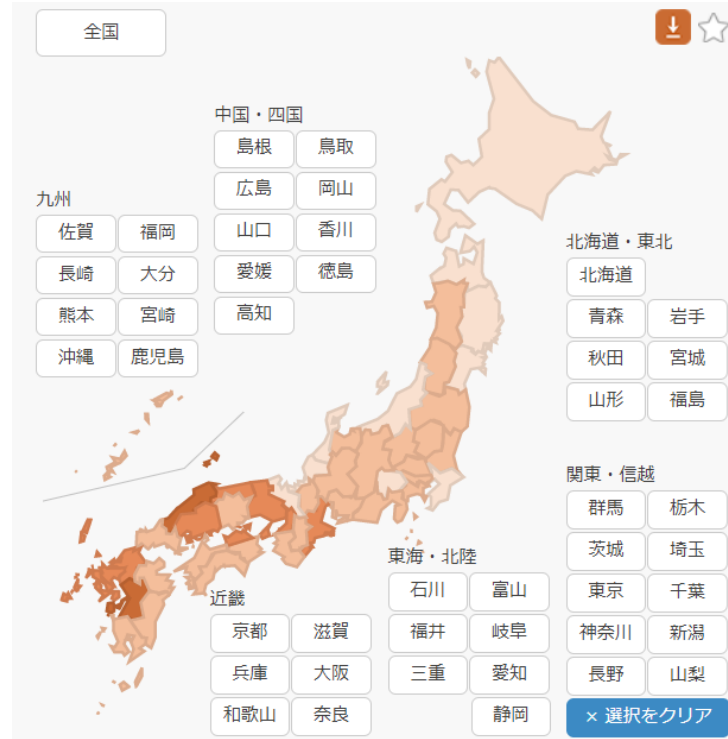 全国
中国・四国
島根 鳥取
広島 岡山
山口 香川
愛媛 徳島
高知
九州
佐賀 福岡
長崎 大分
熊本 宮崎
沖縄 鹿児島
北海道・東北
北海道
青森 岩手
秋田 宮城
山形 福島
関東・信越
群馬 栃木
茨城 埼玉
東京 千葉
神奈川 新潟
長野 山梨
東海・北陸
石川 富山
福井 岐阜
三重 愛知
静岡
近畿
京都 滋賀
兵庫 大阪
和歌山 奈良
× 選択をクリア